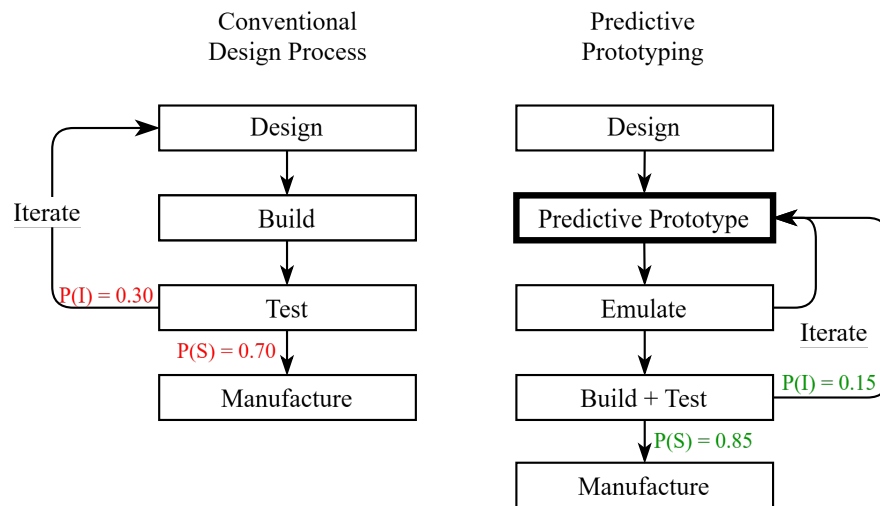 Conventional
Design Process
Design
Build
Iterate
P(I) = 0.30
Test
P(S) = 0.70
Manufacture
Predictive
Prototyping
Design
Predictive Prototype
Emulate
Iterate
P(I) = 0.15
Build + Test
P(S) = 0.85
Manufacture